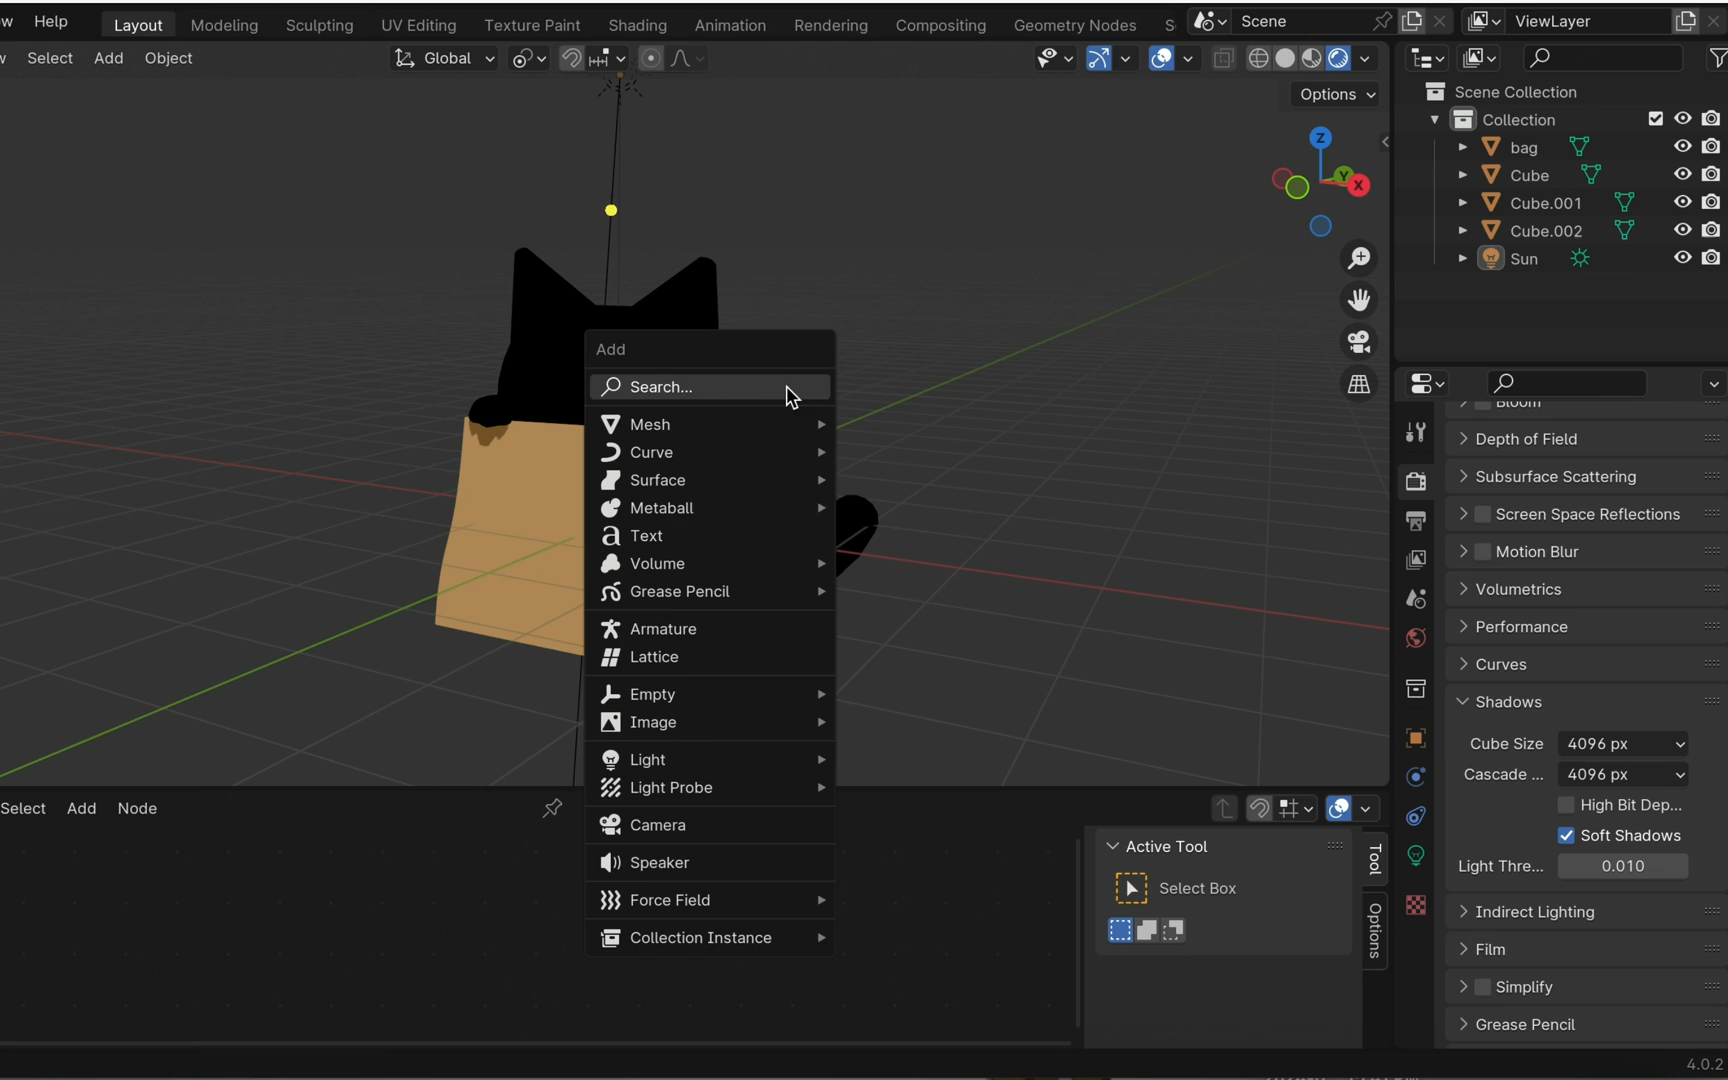 w Help Layout Modeling Sculpting UV Editing Texture Paint Shading Animation Rendering Compositing Geometry Nodes S Scene ViewLayer
Select Add Object Global
Options
Z
Y
X
Scene Collection
Collection
bag
Cube
Cube.001
Cube.002
Sun
Add
Search...
Mesh
Curve
Surface
Metaball
Text
Volume
Grease Pencil
Armature
Lattice
Empty
Image
Light
Light Probe
Camera
Speaker
Force Field
Collection Instance
Bloom
Depth of Field
Subsurface Scattering
Screen Space Reflections
Motion Blur
Volumetrics
Performance
Curves
Shadows
Cube Size 4096 px
Cascade ... 4096 px
High Bit Dep...
Soft Shadows
Light Thre... 0.010
Indirect Lighting
Film
Simplify
Grease Pencil
Select Add Node
Active Tool
Select Box
Tool
Options
4.0.2